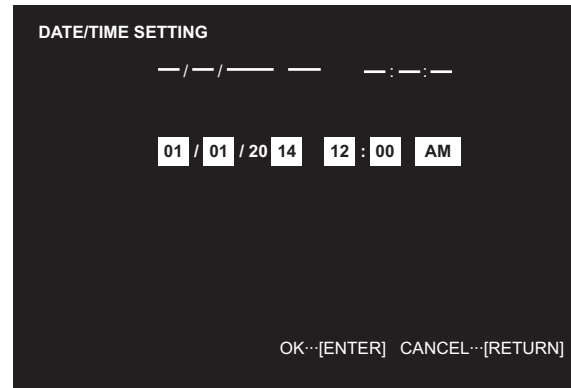 DATE/TIME SETTING
—/—/—— — —:—:—
01 / 01 / 20 14 12 : 00 AM
OK···[ENTER] CANCEL···[RETURN]